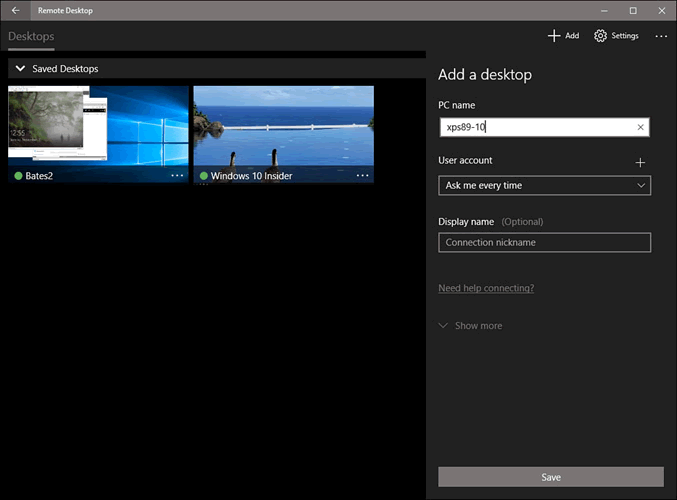 Remote Desktop
Desktops
Add
Settings
Saved Desktops
12:55
Bates2
Windows 10 Insider
Add a desktop
PC name
xps89-10
User account
Ask me every time
Display name (Optional)
Connection nickname
Need help connecting?
Show more
Save